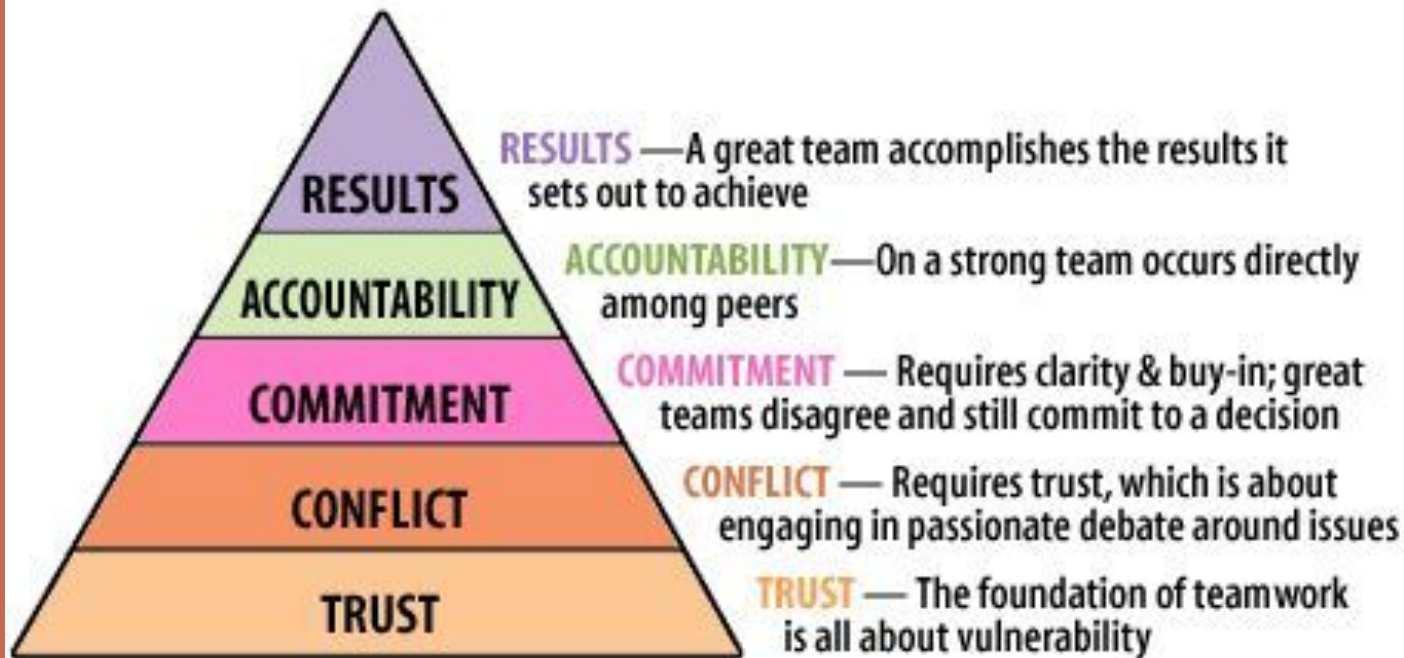 RESULTS
RESULTS —A great team accomplishes the results it
sets out to achieve
ACCOUNTABILITY
ACCOUNTABILITY—On a strong team occurs directly
among peers
COMMITMENT
COMMITMENT — Requires clarity & buy-in; great
teams disagree and still commit to a decision
CONFLICT
CONFLICT — Requires trust, which is about
engaging in passionate debate around issues
TRUST
TRUST — The foundation of teamwork
is all about vulnerability